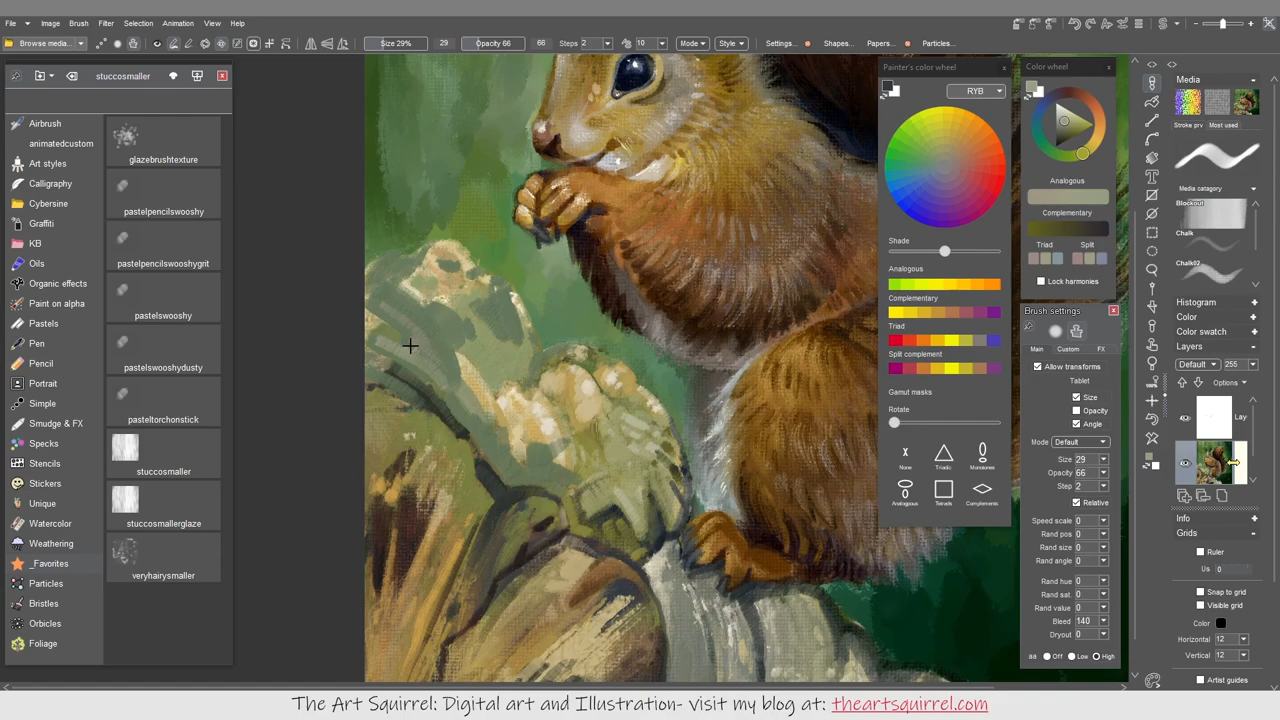 File Image Brush Filter Selections Animation View Help
Browse media... Size 29% 29 Opacity 66 66 Steps 2 10 Mode Style Settings... Shapes... Papers... Particles...
stuccosmaller
Airbrush
animatedcustom
Art styles
Calligraphy
Cybersine
Graffiti
KB
Oils
Organic effects
Paint on alpha
Pastels
Pen
Pencil
Portrait
Simple
Smudge & FX
Specks
Stencils
Stickers
Unique
Watercolor
Weathering
_Favorites
Particles
Bristles
Orbicles
Foliage
glazebrushtexture
pastelpencilswooshy
pastelpencilswooshygrit
pastelswooshy
pastelswooshydusty
pasteltorchonstick
stuccosmaller
stuccosmallerglaze
veryhairysmaller
Painter's color wheel
RYB
Shade
Analogous
Complementary
Triad
Split complement
Gamut masks
Rotate
None Triadic Monotones
Analogious Tetrads Complements
Color wheel
Analogous
Complementary
Triad Split
Lock harmonies
Brush settings
Main Custom FX
Allow transforms
Tablet
Size
Opacity
Angle
Mode Default
Size 29
Opacity 66
Step 2
Relative
Speed scale 0
Rand pos 0
Rand size 0
Rand angle 0
Rand hue 0
Rand sat. 0
Rand value 0
Bleed 140
Dryout 0
aa Off Low High
Media
Stroke prv Most used
Media catagory
Blockout
Chalk
Chalk02
Histogram
Color
Color swatch
Layers
Default 255
Options
Lay
Info
Grids
Ruler
Us 0
Snap to grid
Visible grid
Color
Horizontal 12
Vertical 12
Artist guides
The Art Squirrel: Digital art and Illustration- visit my blog at: theartsquirrel.com